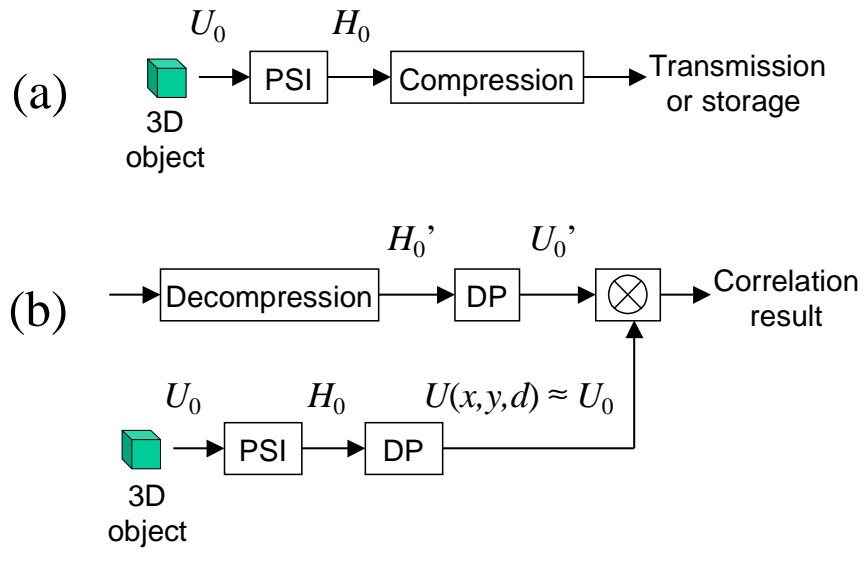 U₀
H₀
(a)
PSI
Compression
Transmission
or storage
3D
object
H₀’
U₀’
(b)
Decompression
DP
⊗
Correlation
result
U₀
H₀
U(x,y,d) ≈ U₀
PSI
DP
3D
object